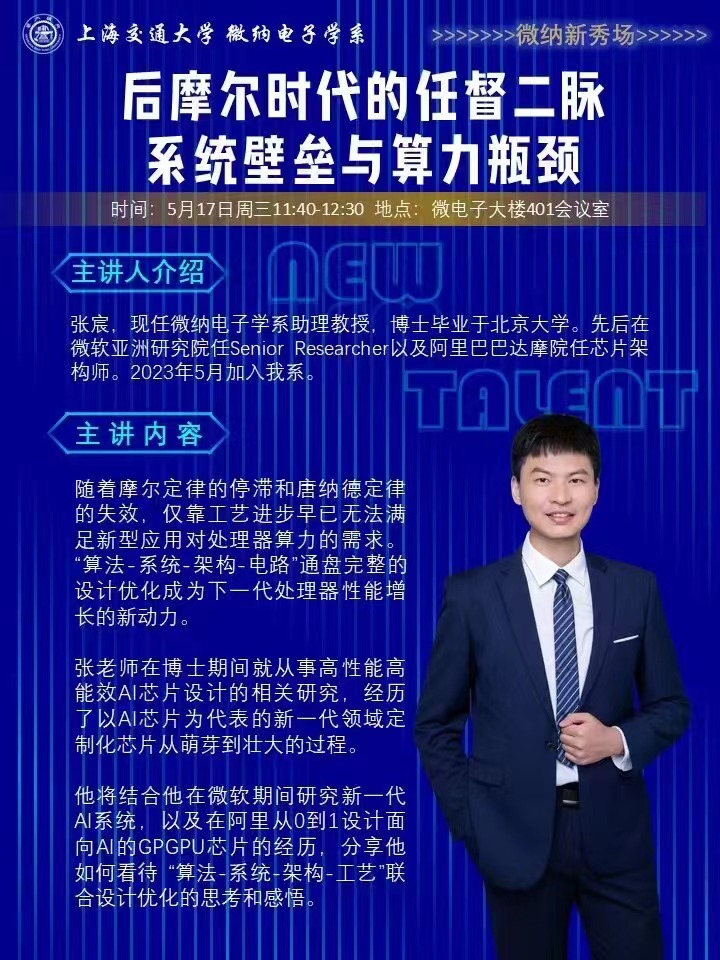 上海交通大学 微纳电子学系
>>>>>>>微纳新秀场>>>>>>
后摩尔时代的任督二脉
系统壁垒与算力瓶颈
时间：5月17日周三11:40-12:30 地点：微电子大楼401会议室
NEW
主讲人介绍
张宸，现任微纳电子学系助理教授，博士毕业于北京大学。先后在
微软亚洲研究院任Senior Researcher以及阿里巴巴达摩院任芯片架
构师。2023年5月加入我系。
TALENT
主讲内容
随着摩尔定律的停滞和唐纳德定律
的失效，仅靠工艺进步早已无法满
足新型应用对处理器算力的需求。
“算法-系统-架构-电路”通盘完整的
设计优化成为下一代处理器性能增
长的新动力。
张老师在博士期间就从事高性能高
能效AI芯片设计的相关研究，经历
了以AI芯片为代表的新一代领域定
制化芯片从萌芽到壮大的过程。
他将结合他在微软期间研究新一代
AI系统，以及在阿里从0到1设计面
向AI的GPGPU芯片的经历，分享他
如何看待 “算法-系统-架构-工艺”联
合设计优化的思考和感悟。